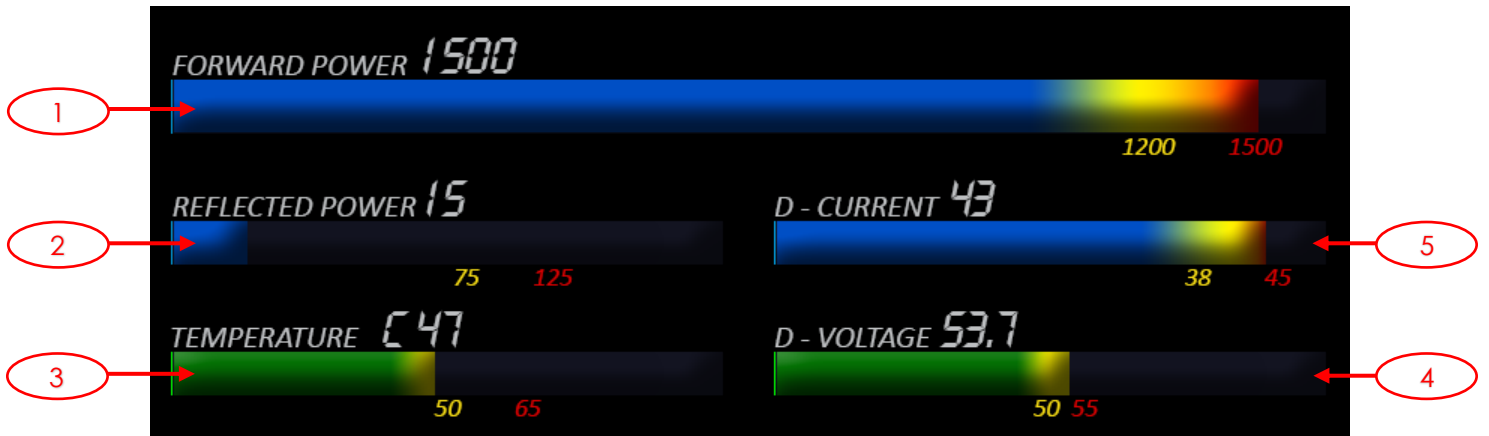 FORWARD POWER 1500
1
1200 1500
REFLECTED POWER 15
D - CURRENT 43
2
5
75 125
38 45
TEMPERATURE C 47
D - VOLTAGE 53.7
3
4
50 65
50 55